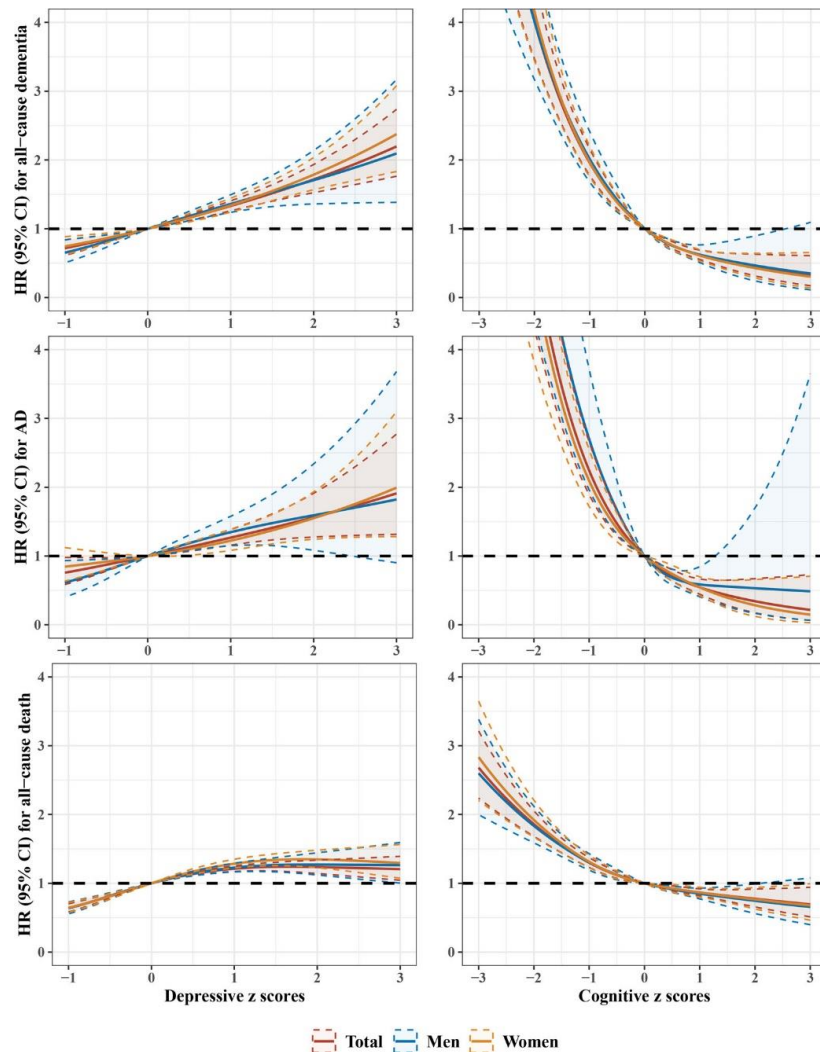 HR (95% CI) for all−cause dementia
4
3
2
1
0
−1 0 1 2 3
4
3
2
1
0
−3 −2 −1 0 1 2 3
HR (95% CI) for AD
4
3
2
1
0
−1 0 1 2 3
4
3
2
1
0
−3 −2 −1 0 1 2 3
HR (95% CI) for all−cause death
4
3
2
1
0
−1 0 1 2 3
Depressive z scores
4
3
2
1
0
−3 −2 −1 0 1 2 3
Cognitive z scores
Total Men Women